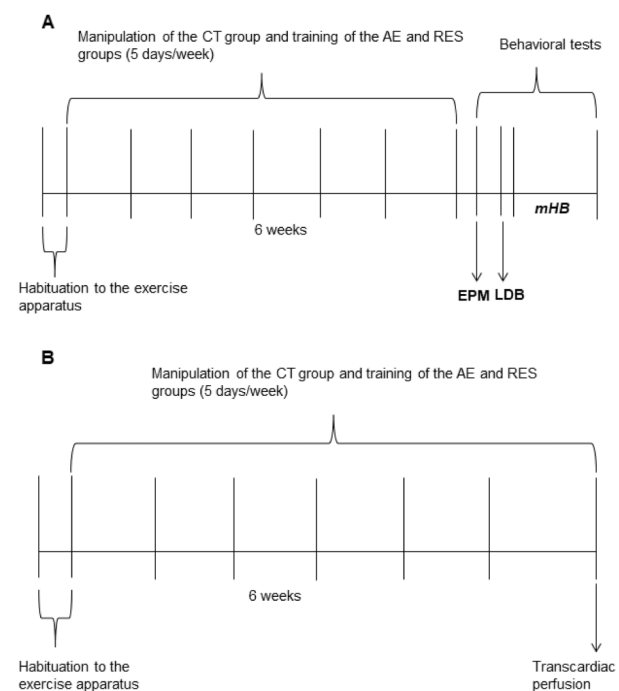 A
Manipulation of the CT group and training of the AE and RES
groups (5 days/week)
Behavioral tests
mHB
6 weeks
Habituation to the exercise
apparatus
EPM LDB
B
Manipulation of the CT group and training of the AE and RES
groups (5 days/week)
6 weeks
Habituation to the
exercise apparatus
Transcardiac
perfusion